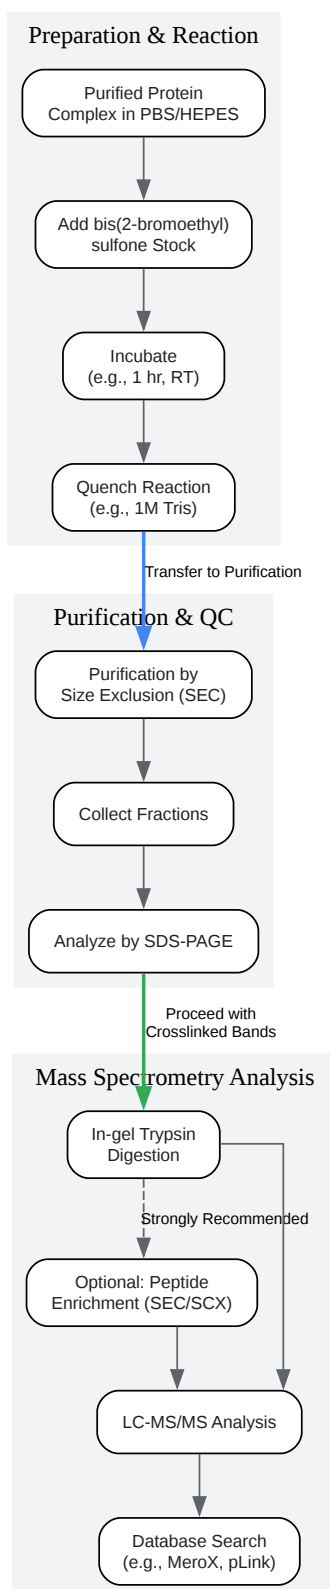 Preparation & Reaction
Purified Protein
Complex in PBS/HEPES
Add bis(2-bromoethyl)
sulfone Stock
Incubate
(e.g., 1 hr, RT)
Quench Reaction
(e.g., 1M Tris)
Transfer to Purification
Purification & QC
Purification by
Size Exclusion (SEC)
Collect Fractions
Analyze by SDS-PAGE
Proceed with
Crosslinked Bands
Mass Spectrometry Analysis
In-gel Trypsin
Digestion
Strongly Recommended
Optional: Peptide
Enrichment (SEC/SCX)
LC-MS/MS Analysis
Database Search
(e.g., MeroX, pLink)